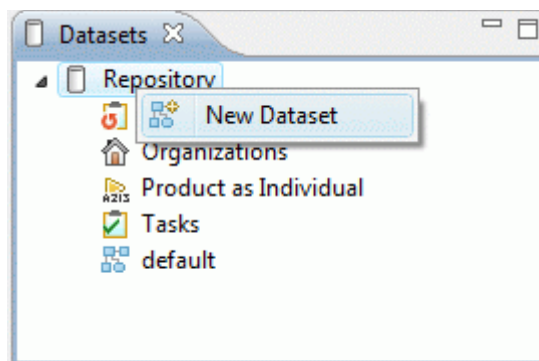 Datasets
Repository
New Dataset
Organizations
Product as Individual
Tasks
default